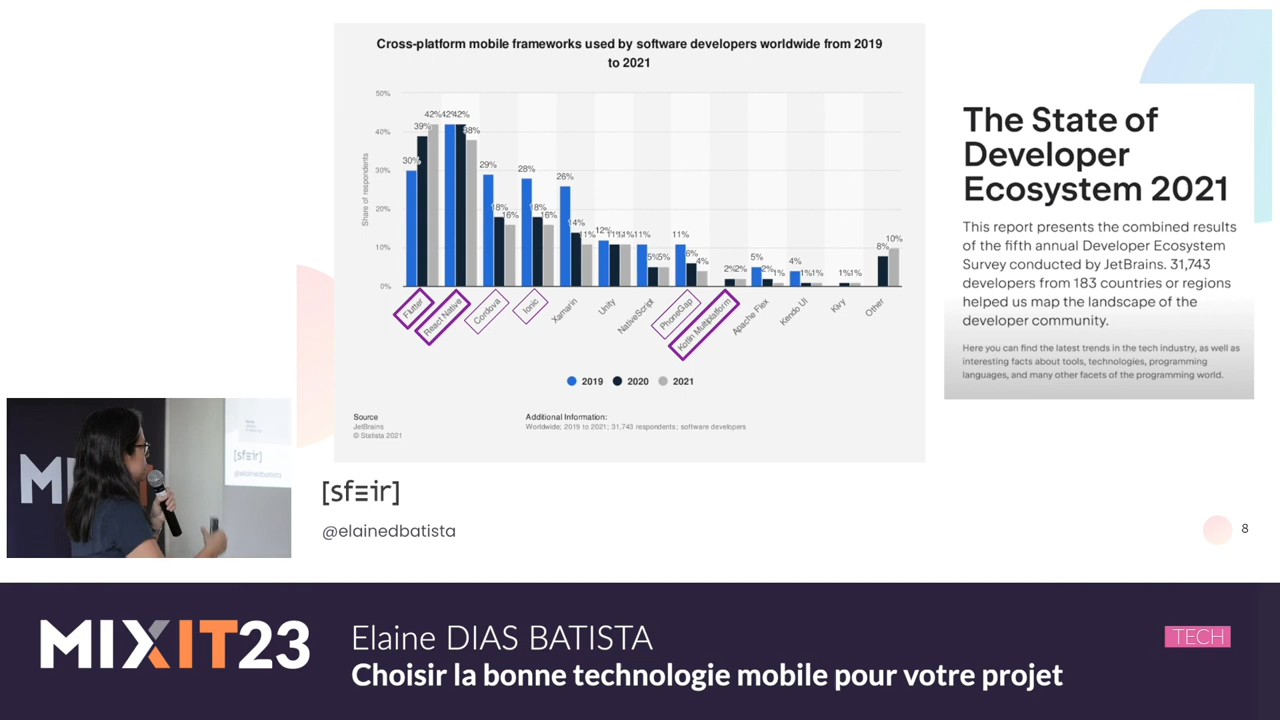 Cross-platform mobile frameworks used by software developers worldwide from 2019
to 2021
50%
40%
30%
20%
10%
0%
Share of respondents
30% 39% 42%
42% 42% 38%
29% 18% 16%
28% 18% 16%
26% 14% 11%
12% 11% 11%
11% 5% 5%
11% 6% 4%
2% 2%
5% 2% 1%
4% 1% 1%
1% 1%
8% 10%
Flutter
React Native
Cordova
Ionic
Xamarin
Unity
NativeScript
PhoneGap
Kotlin Multiplatform
Apache Flex
Kendo UI
Kivy
Other
2019 2020 2021
Source
JetBrains
© Statista 2021
Additional Information:
Worldwide; 2019 to 2021; 31,743 respondents; software developers
The State of
Developer
Ecosystem 2021
This report presents the combined results
of the fifth annual Developer Ecosystem
Survey conducted by JetBrains. 31,743
developers from 183 countries or regions
helped us map the landscape of the
developer community.
Here you can find the latest trends in the tech industry, as well as
interesting facts about tools, technologies, programming
languages, and many other facets of the programming world.
M
[sfeir]
@elainedbatista
[sfeir]
@elainedbatista
8
MIXIT23
Elaine DIAS BATISTA
TECH
Choisir la bonne technologie mobile pour votre projet